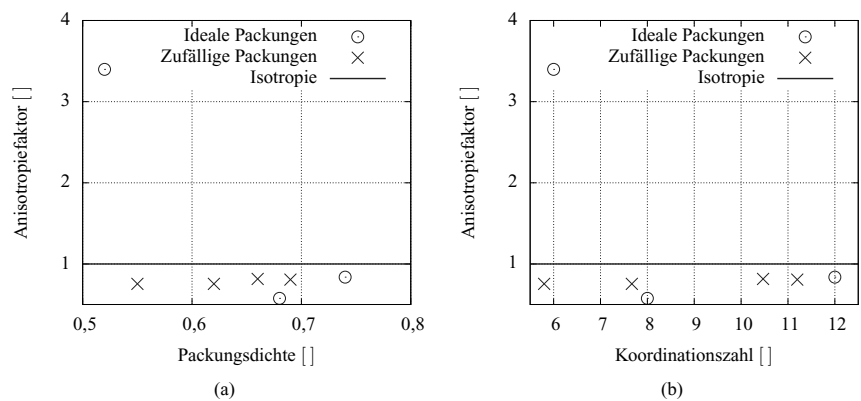 4
3
2
1
Anisotropiefaktor [ ]
Ideale Packungen
Zufällige Packungen
Isotropie
0,5 0,6 0,7 0,8
Packungsdichte [ ]
(a)
4
3
2
1
Anisotropiefaktor [ ]
Ideale Packungen
Zufällige Packungen
Isotropie
6 7 8 9 10 11 12
Koordinationszahl [ ]
(b)